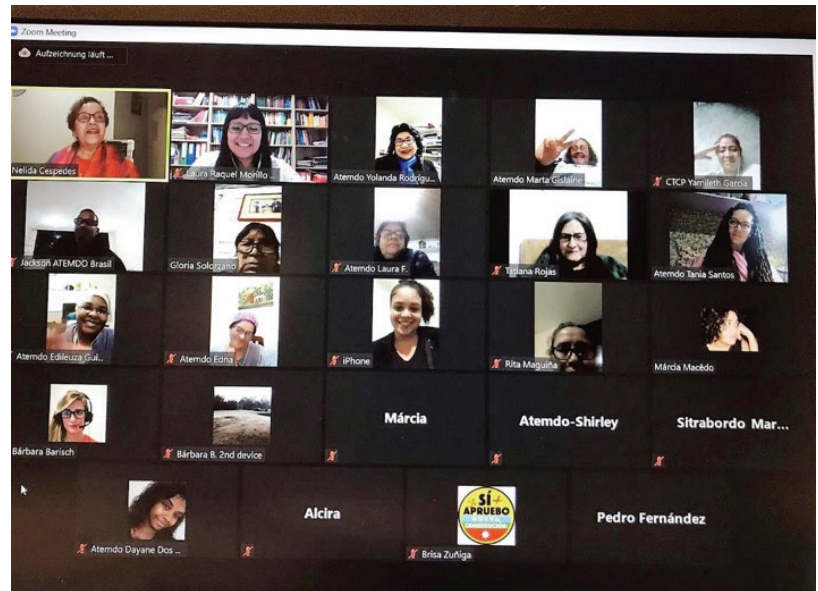 Zoom Meeting
Aufzeichnung läuft ...
Nelida Cespedes
Laura Raquel Morillo ...
Atemdo Yolanda Rodrigu...
Atemdo Marta Gislaine ...
CTCP Yamileth Garcia
Jackson ATEMDO Brasil
Gloria Solorzano
Atemdo Laura F.
Tatiana Rojas
Atemdo Tania Santos
Atemdo Edileuza Gui...
Atemdo Edna
iPhone
Rita Maguiña
Márcia Macêdo
Bárbara Barisch
Bárbara B. 2nd device
Márcia
Atemdo-Shirley
Sitrabordo Mar...
Atemdo Dayane Dos ...
Alcira
SÍ+
APRUEBO
NUEVA
CONSTITUCIÓN
Brisa Zuñiga
Pedro Fernández